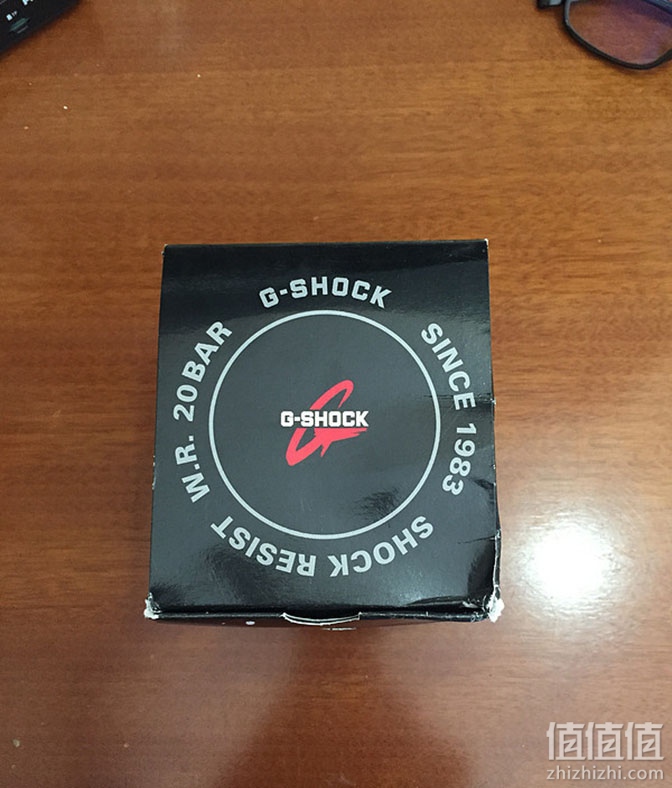 G-SHOCK
SINCE 1983
SHOCK RESIST
W.R. 20BAR
G-SHOCK
值值值
zhizhizhi.com